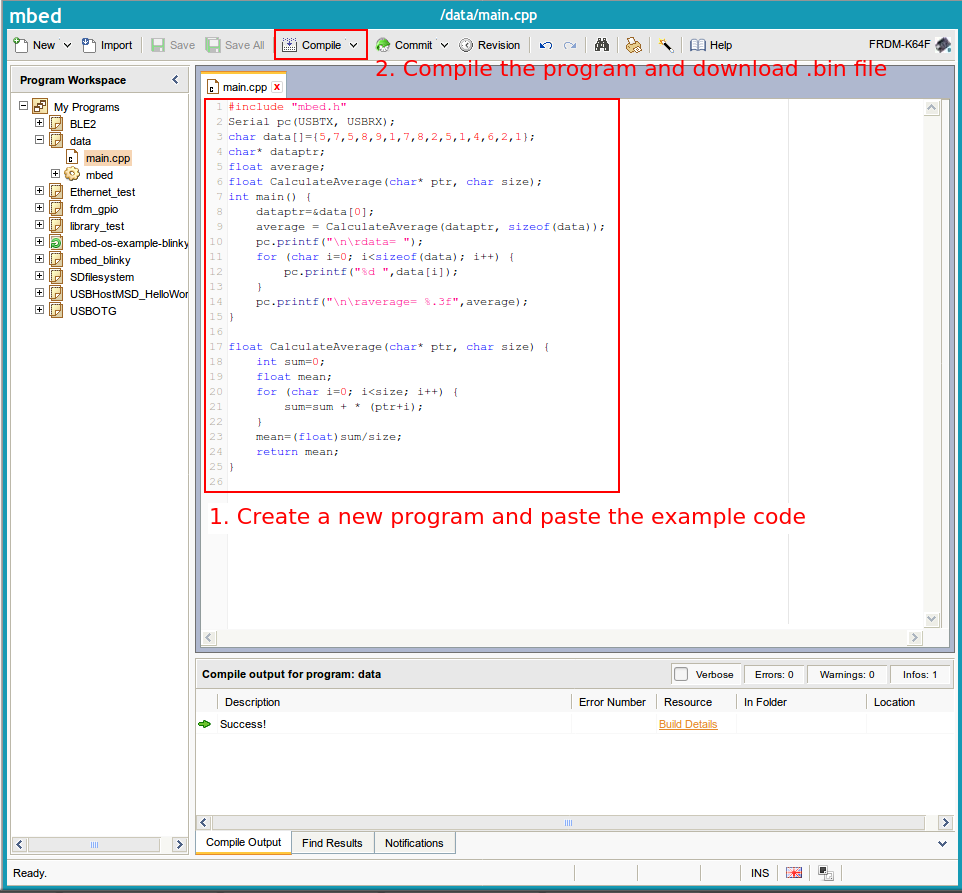 mbed
/data/main.cpp
New Import Save Save All Compile Commit Revision Help FRDM-K64F
2. Compile the program and download .bin file
Program Workspace
My Programs
BLE2
data
main.cpp
mbed
Ethernet_test
frdm_gpio
library_test
mbed-os-example-blinky
mbed_blinky
SDfilesystem
USBHostMSD_HelloWor
USBOTG
main.cpp x
1 #include "mbed.h"
2 Serial pc(USBTX, USBRX);
3 char data[]={5,7,5,8,9,1,7,8,2,5,1,4,6,2,1};
4 char* dataptr;
5 float average;
6 float CalculateAverage(char* ptr, char size);
7 int main() {
8     dataptr=&data[0];
9     average = CalculateAverage(dataptr, sizeof(data));
10     pc.printf("\n\rdata= ");
11     for (char i=0; i<sizeof(data); i++) {
12         pc.printf("%d ",data[i]);
13     }
14     pc.printf("\n\raverage= %.3f",average);
15 }
16
17 float CalculateAverage(char* ptr, char size) {
18     int sum=0;
19     float mean;
20     for (char i=0; i<size; i++) {
21         sum=sum + * (ptr+i);
22     }
23     mean=(float)sum/size;
24     return mean;
25 }
26
1. Create a new program and paste the example code
Compile output for program: data
Verbose Errors: 0 Warnings: 0 Infos: 1
Description Error Number Resource In Folder Location
Success! Build Details
Compile Output Find Results Notifications
Ready. INS